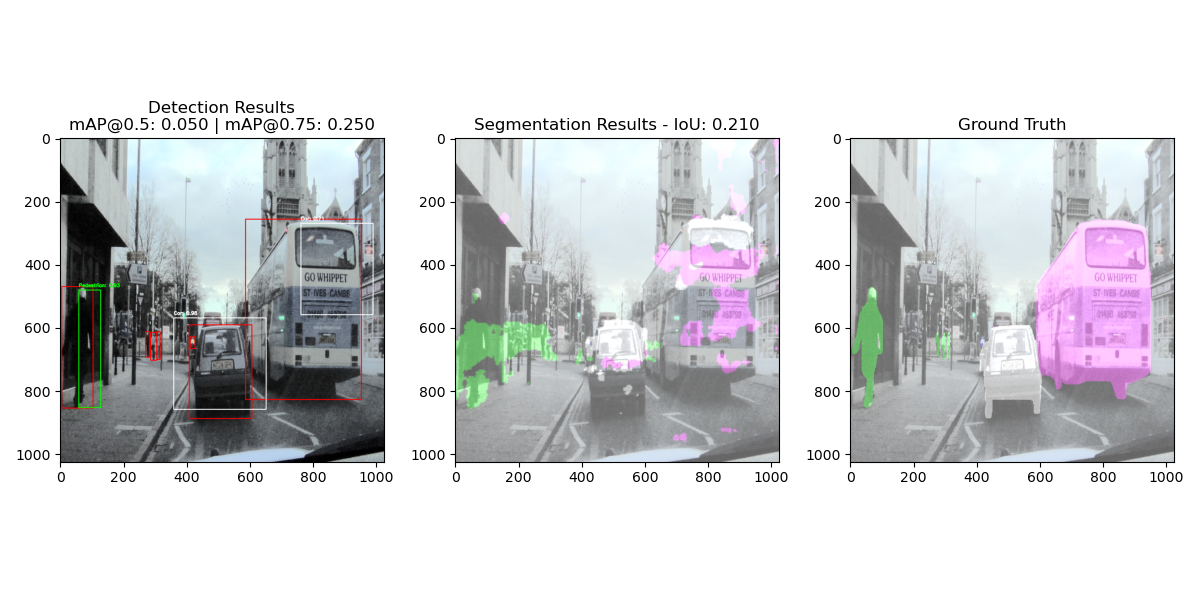 Detection Results
mAP@0.5: 0.050 | mAP@0.75: 0.250
Segmentation Results - IoU: 0.210
Ground Truth
0
200
400
600
800
1000
0 200 400 600 800 1000
GO WHIPPET
ST·IVES-CAMBS
Car: 0.96
0
200
400
600
800
1000
0 200 400 600 800 1000
GO WHIPPET
ST·IVES-CAMBS
0
200
400
600
800
1000
0 200 400 600 800 1000
GO WHIPPET
ST·IVES-CAMBS